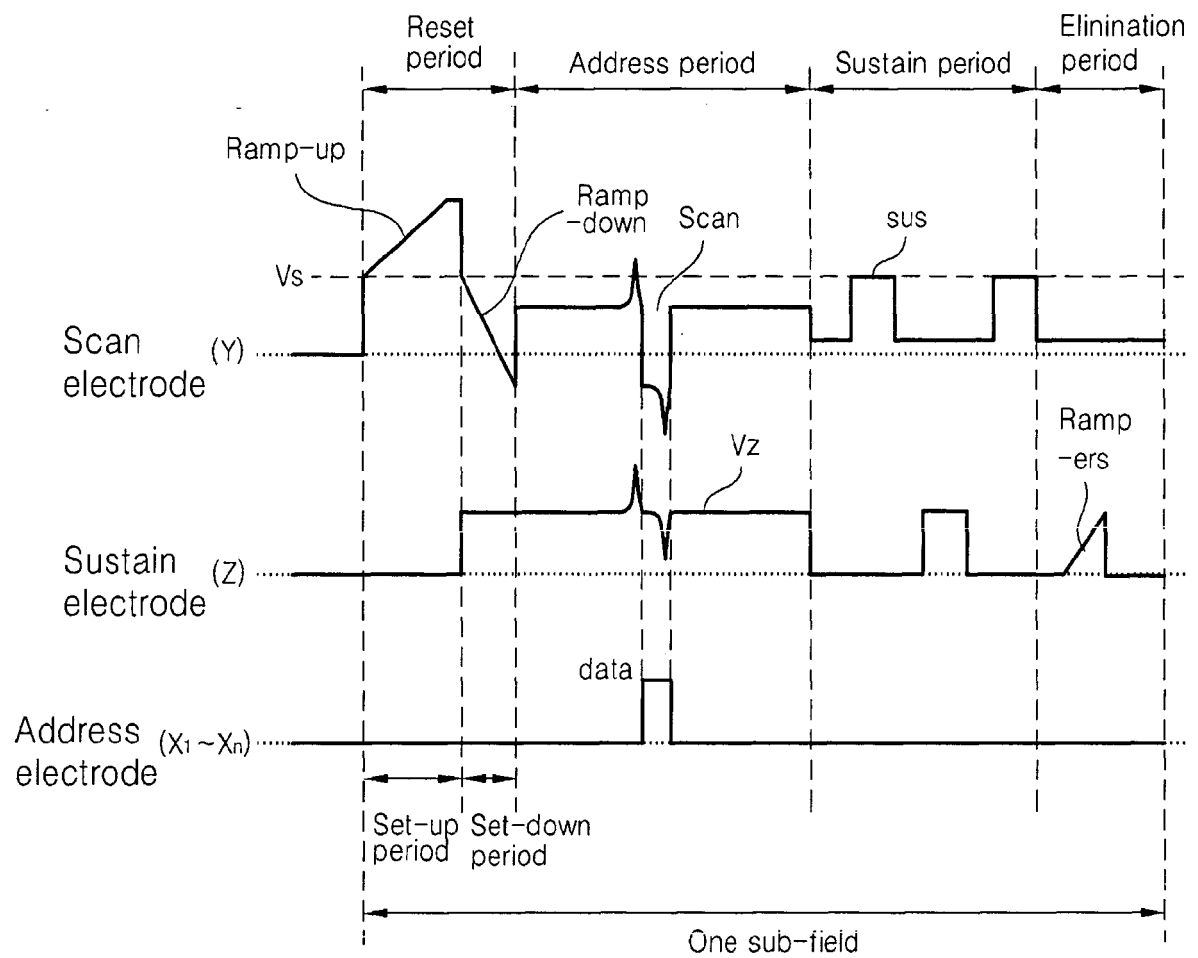 Reset
period
Address period
Sustain period
Elinination
period
Ramp-up
Ramp
-down
Scan
sus
Vs
Scan
electrode
(Y)
Vz
Ramp
-ers
Sustain
electrode
(Z)
data
Address
electrode
(X1~Xn)
Set-up
period
Set-down
period
One sub-field